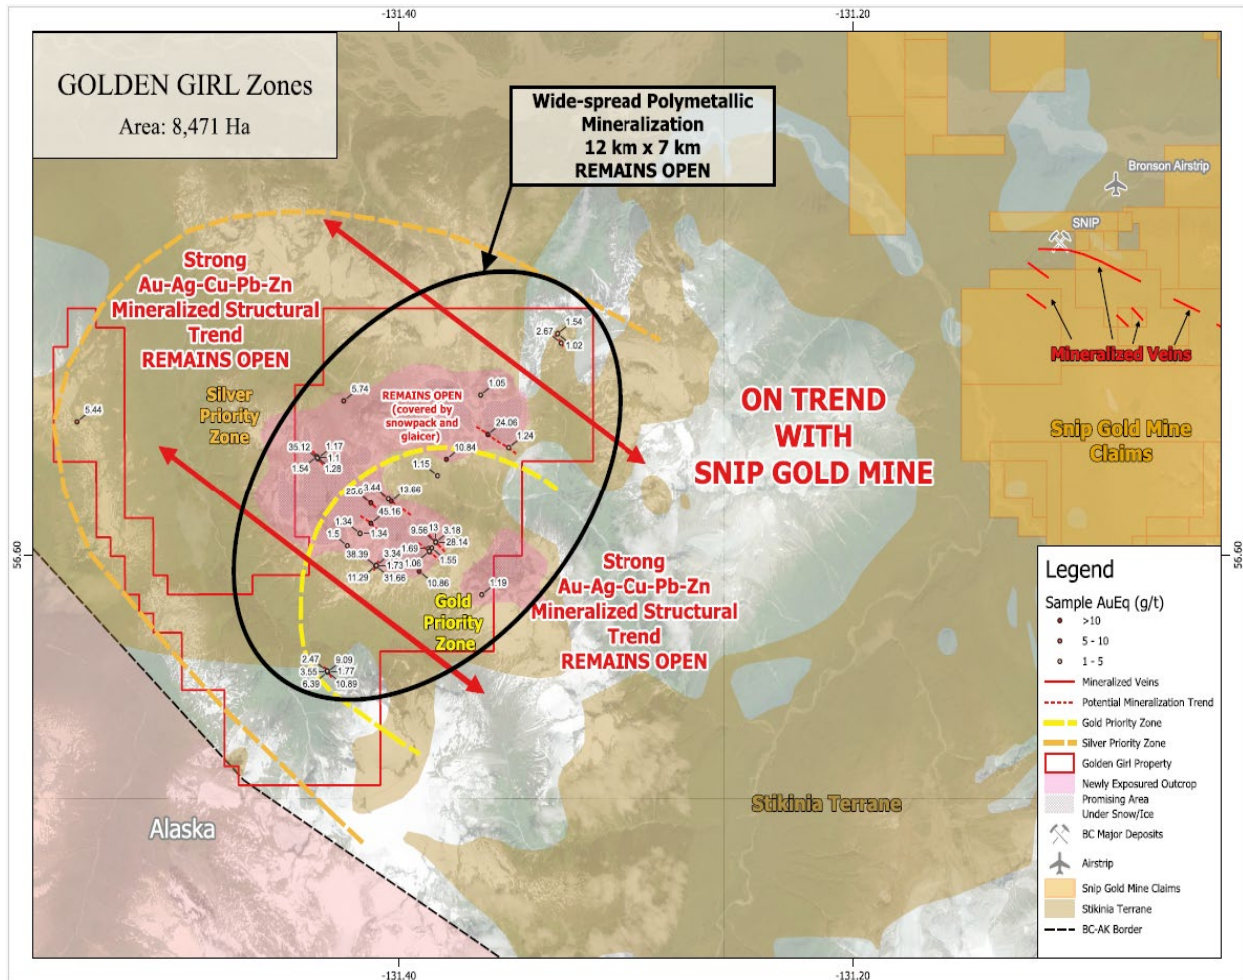 -131.40
-131.20
GOLDEN GIRL Zones
Area: 8,471 Ha
Wide-spread Polymetallic
Mineralization
12 km x 7 km
REMAINS OPEN
Bronson Airstrip
SNIP
Mineralized Veins
Strong
Au-Ag-Cu-Pb-Zn
Mineralized Structural
Trend
REMAINS OPEN
Silver
Priority
Zone
REMAINS OPEN
(covered by
snowpack and
glaicer)
ON TREND
WITH
SNIP GOLD MINE
Snip Gold Mine
Claims
1.54
2.67
1.02
5.74
1.05
5.44
24.06
1.24
35.12
1.17
1.1
1.54
1.28
10.84
1.15
3.44
13.66
45.16
1.34
1.5
1.34
9.56
13
3.18
28.14
38.39
3.34
1.69
1.55
1.73
1.06
11.29
31.66
10.86
1.19
Gold
Priority
Zone
Strong
Au-Ag-Cu-Pb-Zn
Mineralized Structural
Trend
REMAINS OPEN
2.47
9.09
3.55
1.77
6.39
10.89
56.60
56.60
Alaska
Stikinia Terrane
Legend
Sample AuEq (g/t)
>10
5 - 10
1 - 5
Mineralized Veins
Potential Mineralization Trend
Gold Priority Zone
Silver Priority Zone
Golden Girl Property
Newly Exposed Outcrop
Promising Area
Under Snow/Ice
BC Major Deposits
Airstrip
Snip Gold Mine Claims
Stikinia Terrane
BC-AK Border
-131.40
-131.20